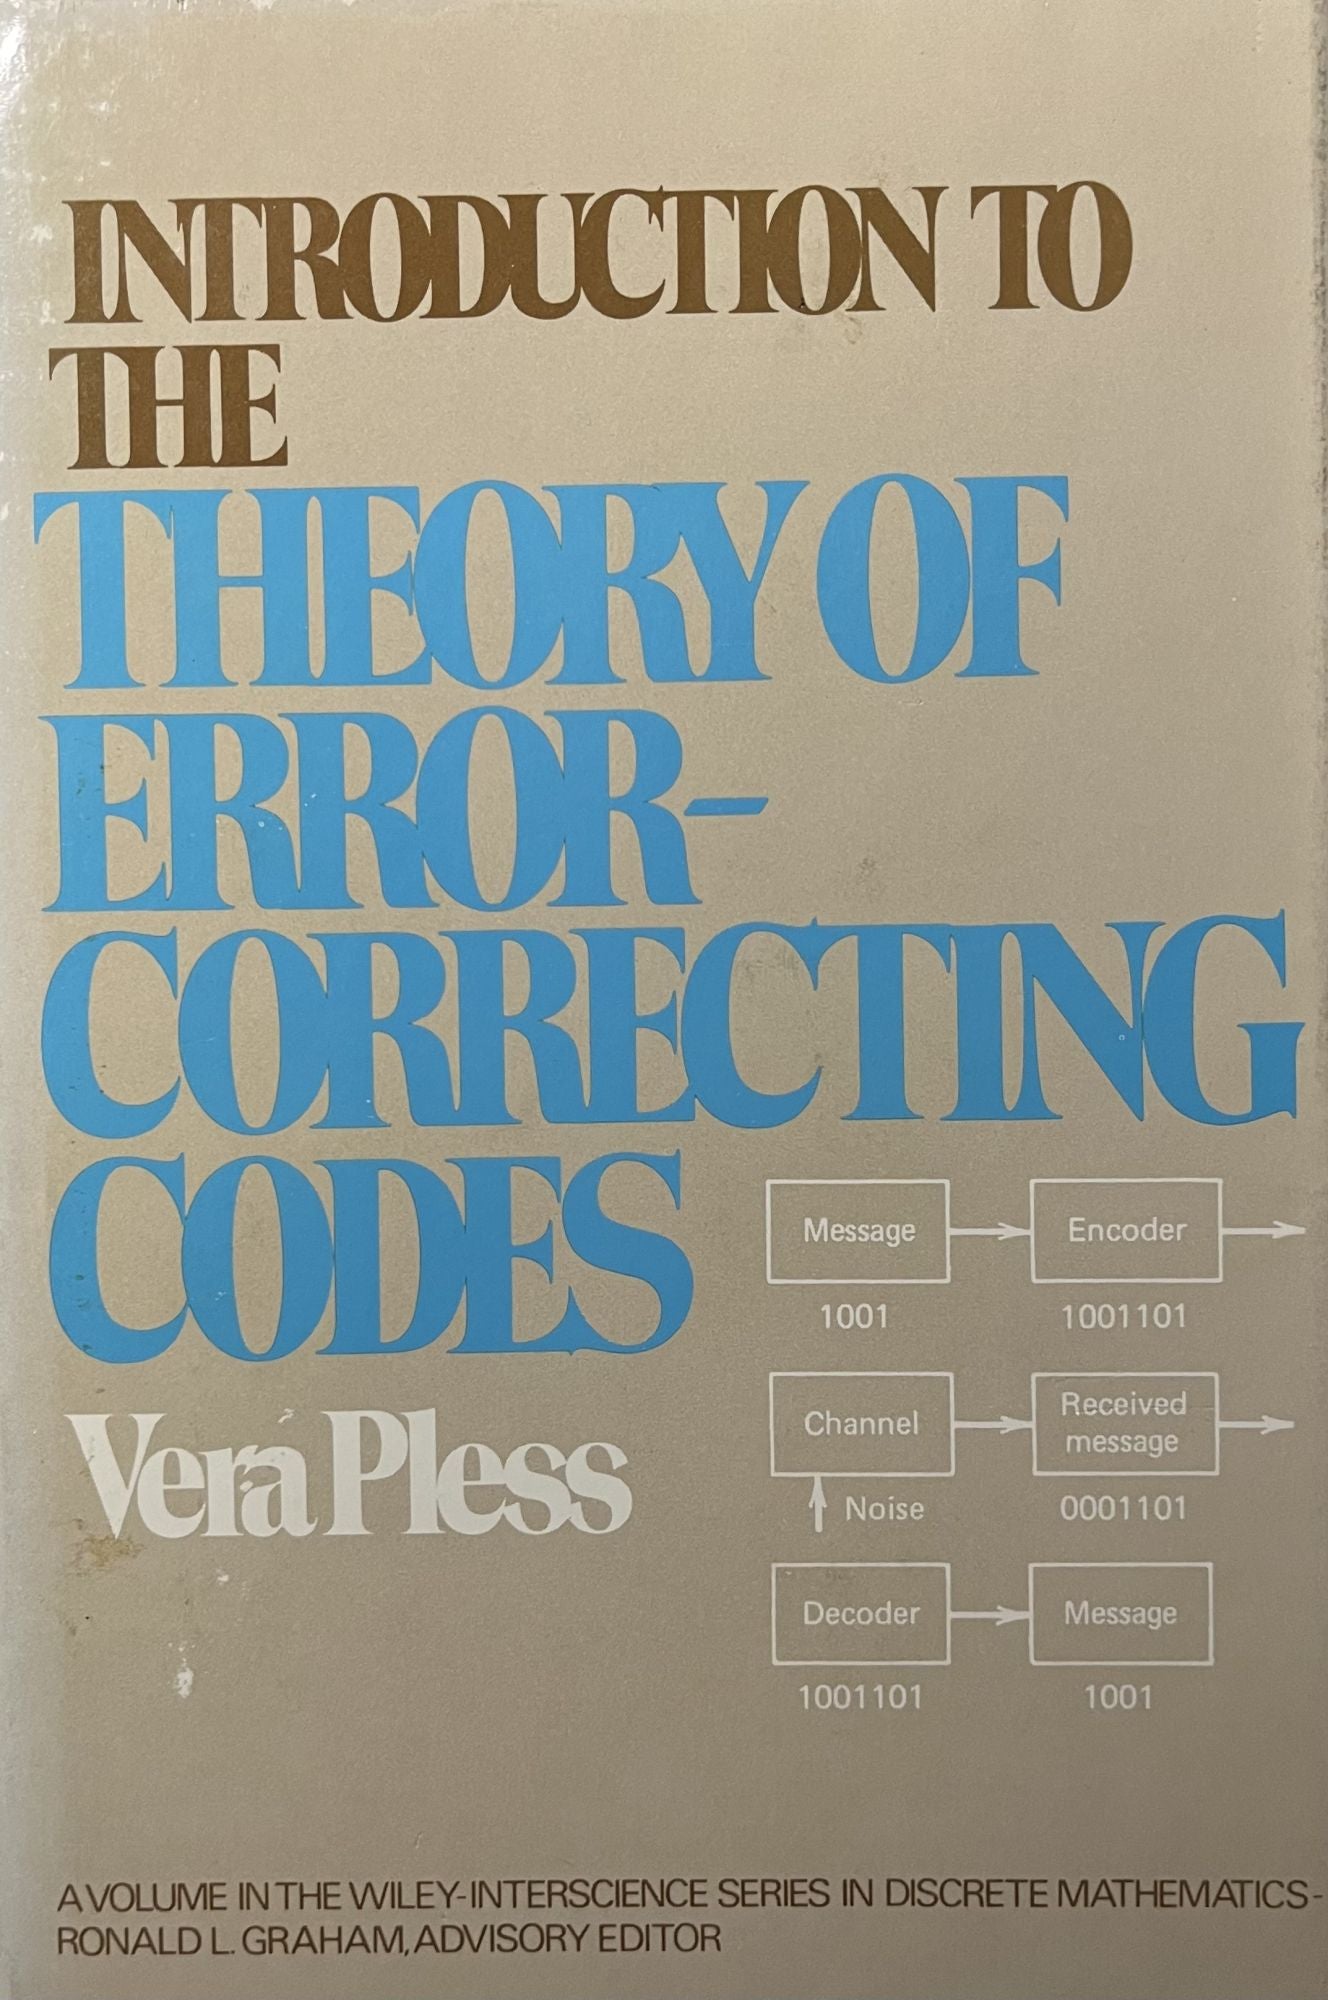 INTRODUCTION TO
THE
THEORY OF
ERROR-
CORRECTING
CODES
Vera Pless
Message
Encoder
1001
1001101
Channel
Received
message
Noise
0001101
Decoder
Message
1001101
1001
A VOLUME IN THE WILEY-INTERSCIENCE SERIES IN DISCRETE MATHEMATICS-
RONALD L. GRAHAM, ADVISORY EDITOR